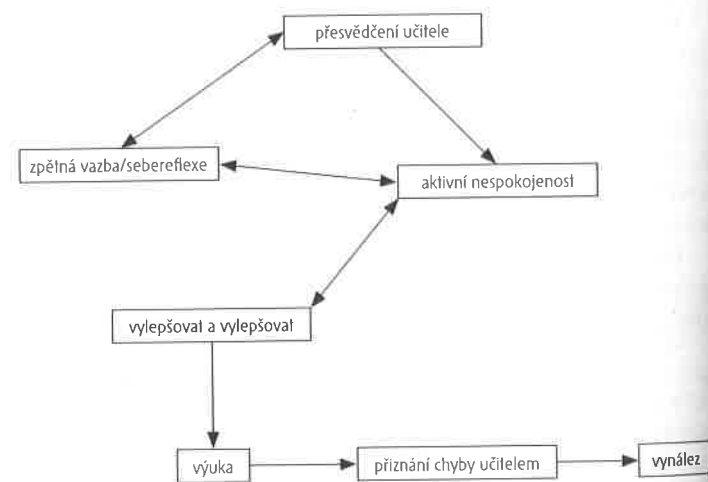 přesvědčení učitele
zpětná vazba/sebereflexe
aktivní nespokojenost
vylepšovat a vylepšovat
výuka
přiznání chyby učitelem
vynález